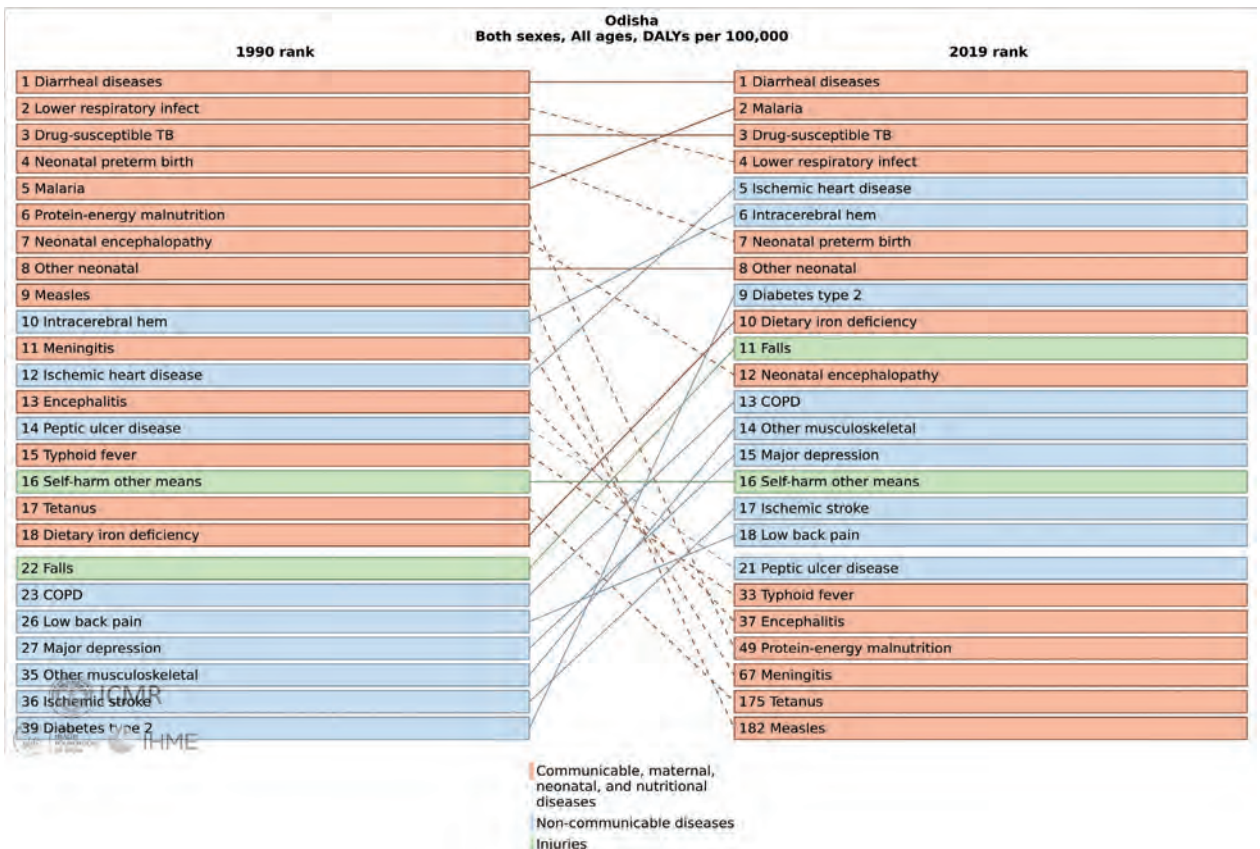 Odisha
Both sexes, All ages, DALYs per 100,000
1990 rank
2019 rank
1 Diarrheal diseases
2 Lower respiratory infect
3 Drug-susceptible TB
4 Neonatal preterm birth
5 Malaria
6 Protein-energy malnutrition
7 Neonatal encephalopathy
8 Other neonatal
9 Measles
10 Intracerebral hem
11 Meningitis
12 Ischemic heart disease
13 Encephalitis
14 Peptic ulcer disease
15 Typhoid fever
16 Self-harm other means
17 Tetanus
18 Dietary iron deficiency
22 Falls
23 COPD
26 Low back pain
27 Major depression
35 Other musculoskeletal
36 Ischemic stroke
39 Diabetes type 2
ICMR
IHME
1 Diarrheal diseases
2 Malaria
3 Drug-susceptible TB
4 Lower respiratory infect
5 Ischemic heart disease
6 Intracerebral hem
7 Neonatal preterm birth
8 Other neonatal
9 Diabetes type 2
10 Dietary iron deficiency
11 Falls
12 Neonatal encephalopathy
13 COPD
14 Other musculoskeletal
15 Major depression
16 Self-harm other means
17 Ischemic stroke
18 Low back pain
21 Peptic ulcer disease
33 Typhoid fever
37 Encephalitis
49 Protein-energy malnutrition
67 Meningitis
175 Tetanus
182 Measles
Communicable, maternal,
neonatal, and nutritional
diseases
Non-communicable diseases
Injuries